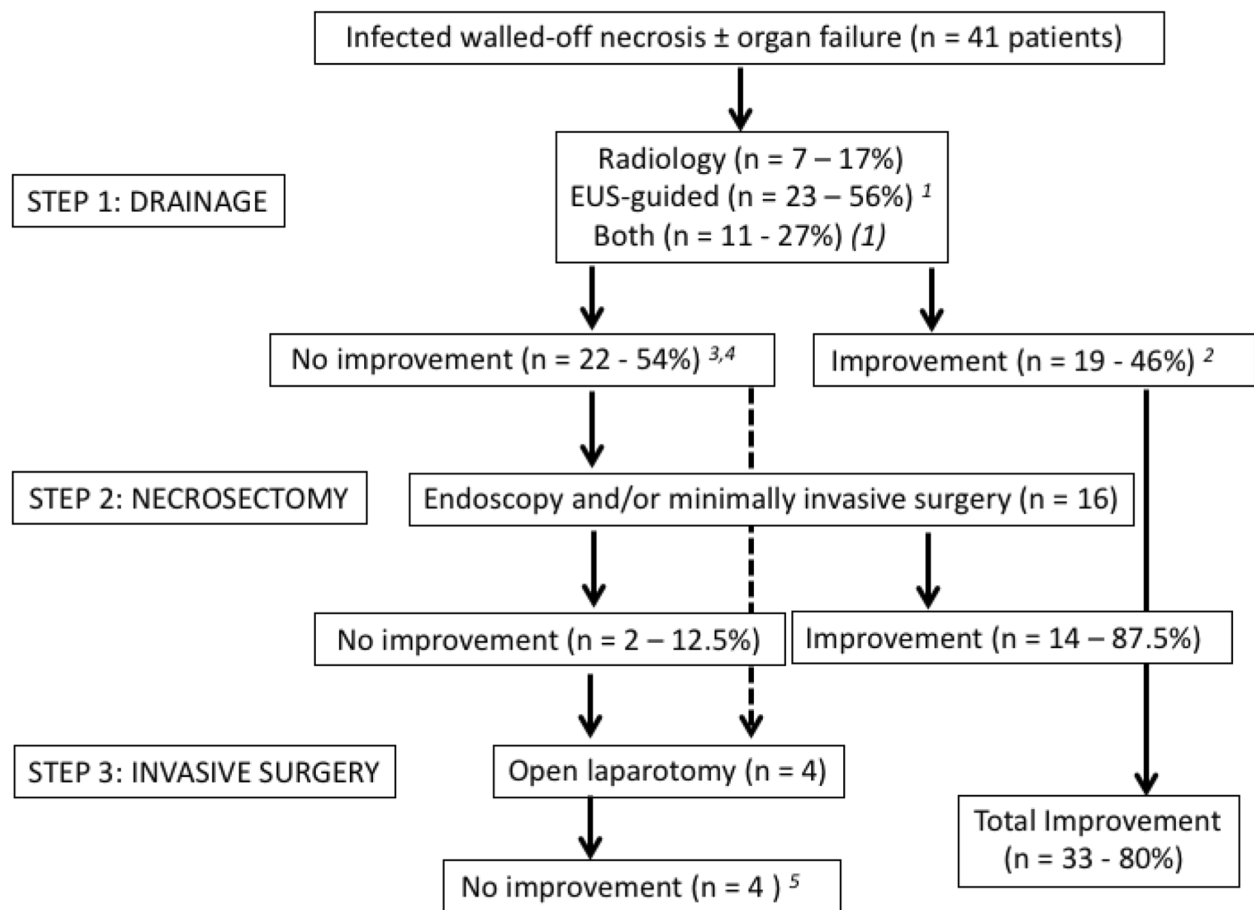 Infected walled-off necrosis ± organ failure (n = 41 patients)
STEP 1: DRAINAGE
Radiology (n = 7 – 17%)
EUS-guided (n = 23 – 56%) 1
Both (n = 11 - 27%) (1)
No improvement (n = 22 - 54%) 3,4
Improvement (n = 19 - 46%) 2
STEP 2: NECROSECTOMY
Endoscopy and/or minimally invasive surgery (n = 16)
No improvement (n = 2 – 12.5%)
Improvement (n = 14 – 87.5%)
STEP 3: INVASIVE SURGERY
Open laparotomy (n = 4)
Total Improvement
(n = 33 - 80%)
No improvement (n = 4 ) 5